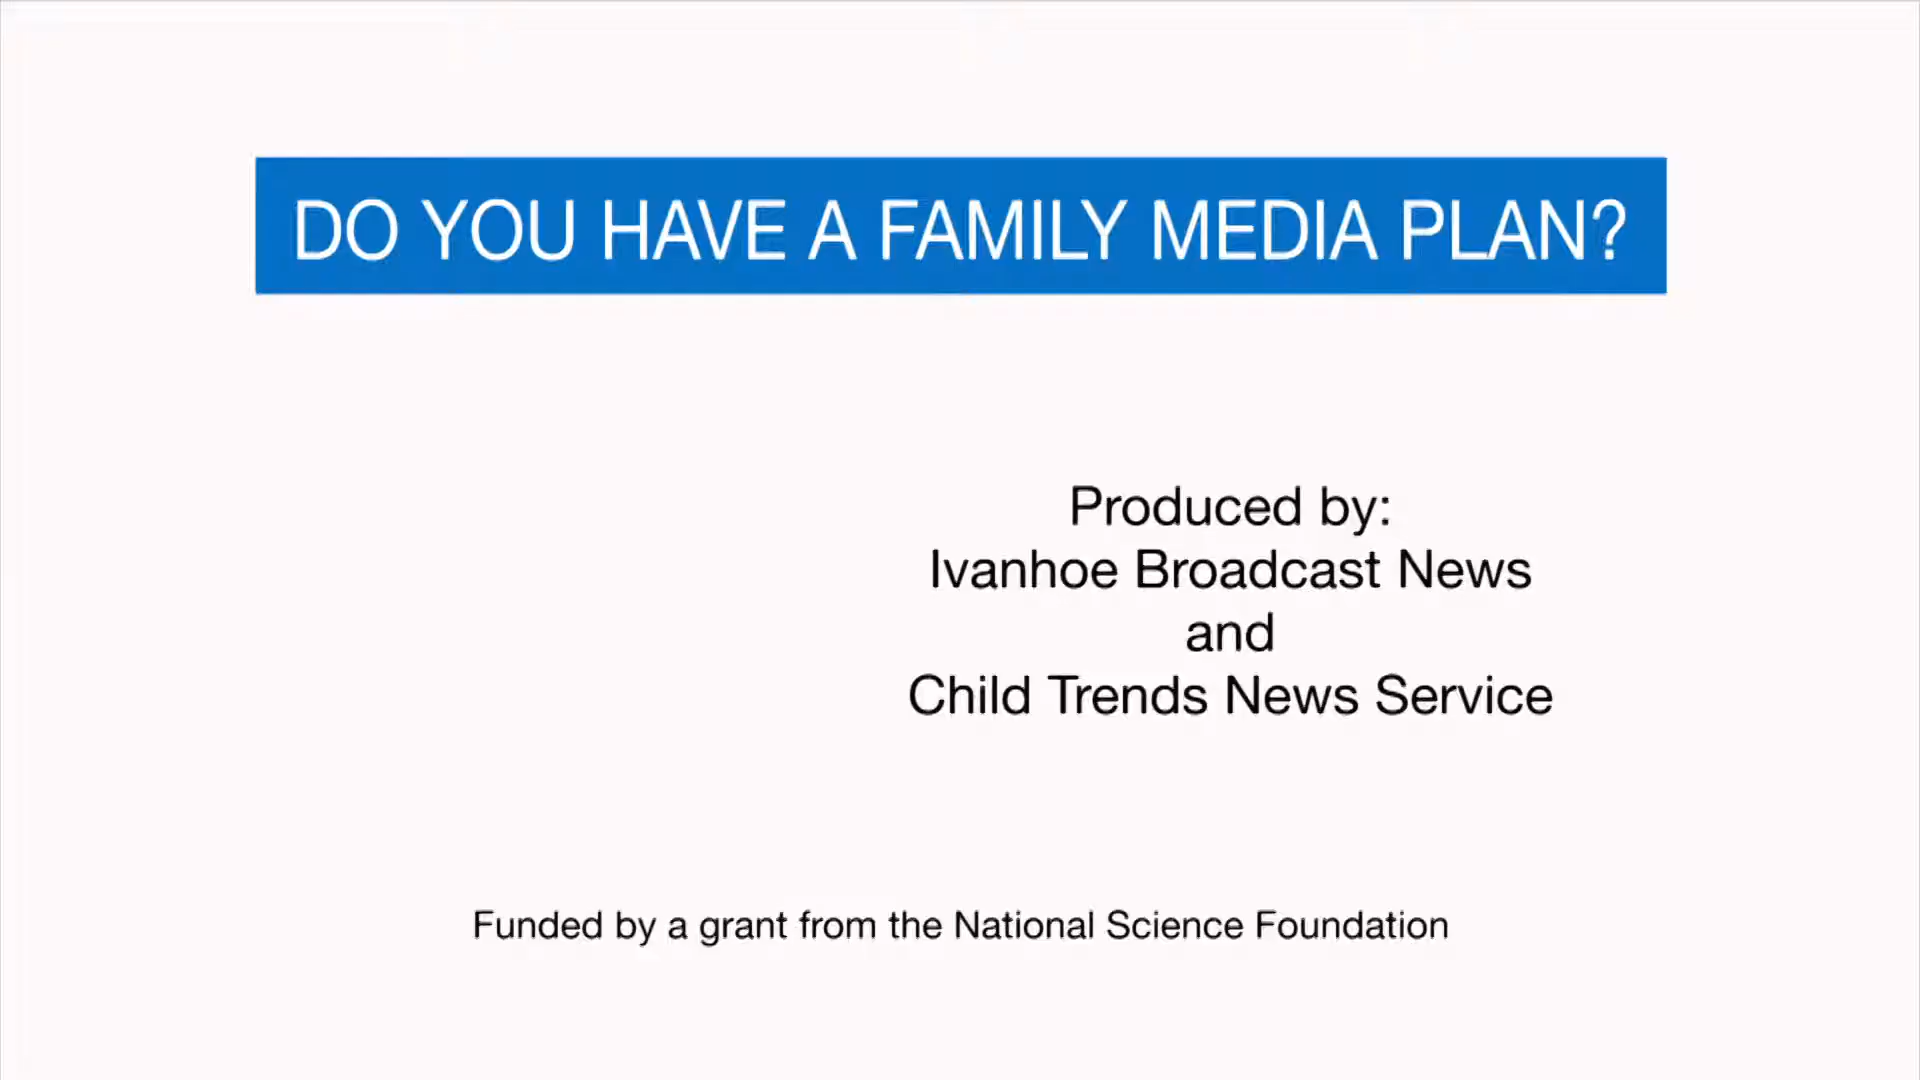 DO YOU HAVE A FAMILY MEDIA PLAN?
Produced by:
Ivanhoe Broadcast News
and
Child Trends News Service
Funded by a grant from the National Science Foundation